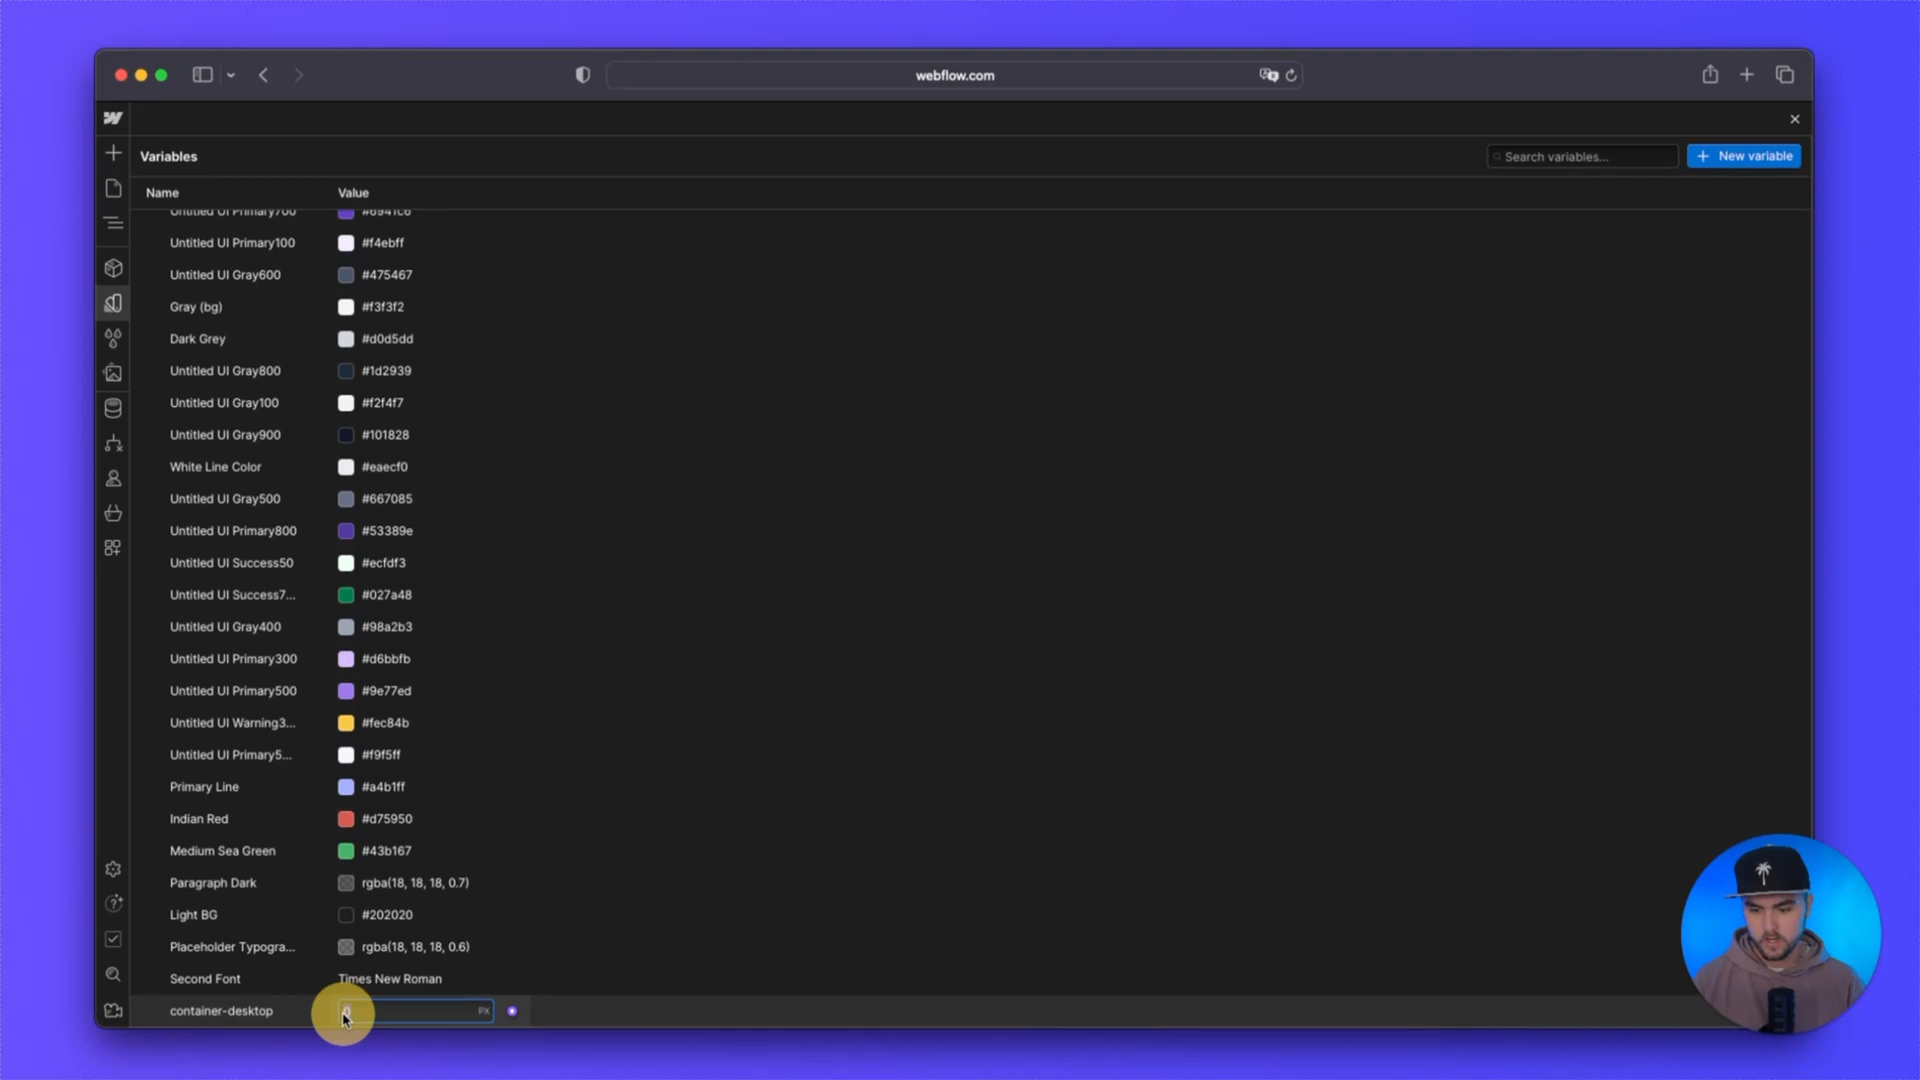 webflow.com
Variables
Search variables...
New variable
Name Value
Untitled UI Primary700 #6941c6
Untitled UI Primary100 #f4ebff
Untitled UI Gray600 #475467
Gray (bg) #f3f3f2
Dark Grey #d0d5dd
Untitled UI Gray800 #1d2939
Untitled UI Gray100 #f2f4f7
Untitled UI Gray900 #101828
White Line Color #eaecf0
Untitled UI Gray500 #667085
Untitled UI Primary800 #53389e
Untitled UI Success50 #ecfdf3
Untitled UI Success7... #027a48
Untitled UI Gray400 #98a2b3
Untitled UI Primary300 #d6bbfb
Untitled UI Primary500 #9e77ed
Untitled UI Warning3... #fec84b
Untitled UI Primary5... #f9f5ff
Primary Line #a4b1ff
Indian Red #d75950
Medium Sea Green #43b167
Paragraph Dark rgba(18, 18, 18, 0.7)
Light BG #202020
Placeholder Typogra... rgba(18, 18, 18, 0.6)
Second Font Times New Roman
container-desktop 0 PX